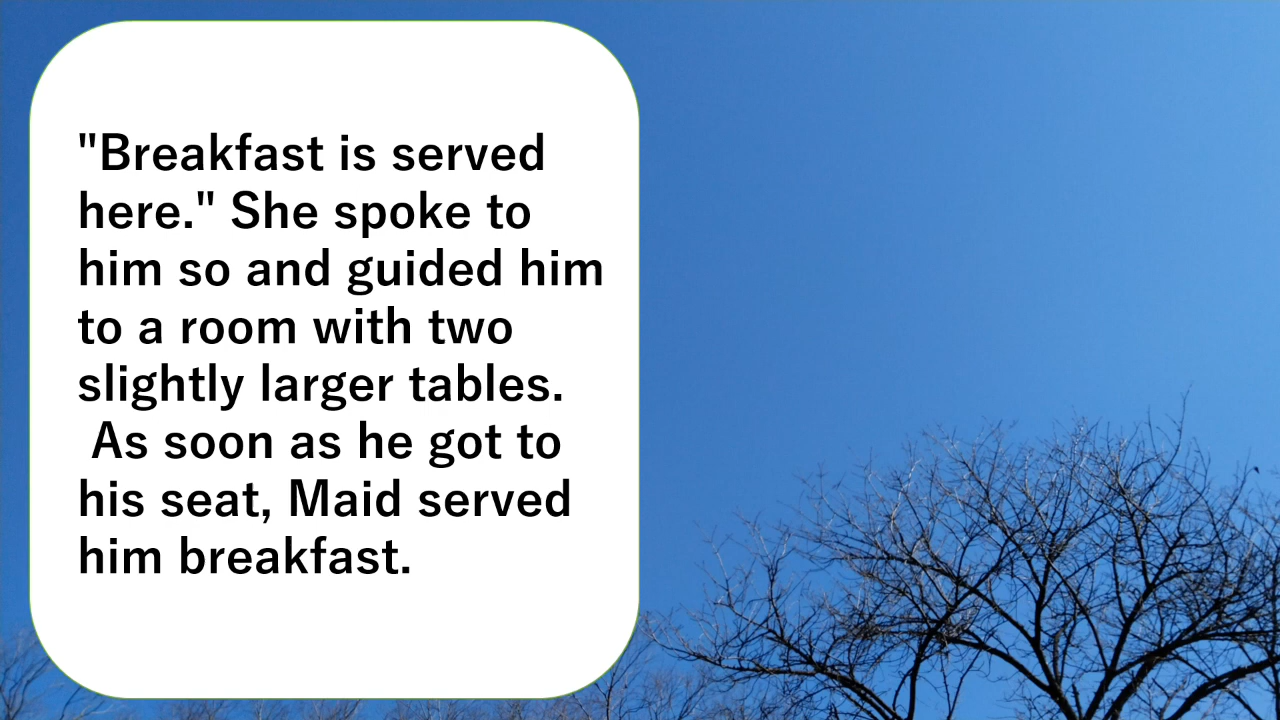 "Breakfast is served
here." She spoke to
him so and guided him
to a room with two
slightly larger tables.
As soon as he got to
his seat, Maid served
him breakfast.